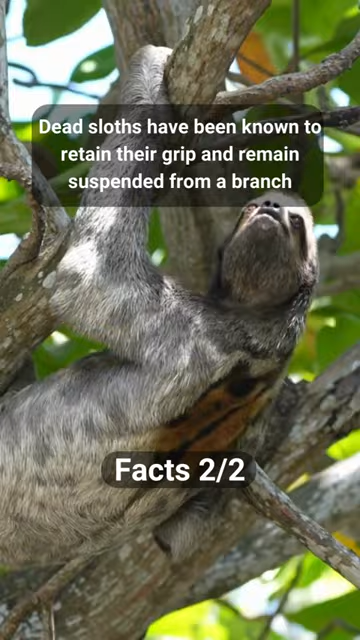 Dead sloths have been known to
retain their grip and remain
suspended from a branch
Facts 2/2